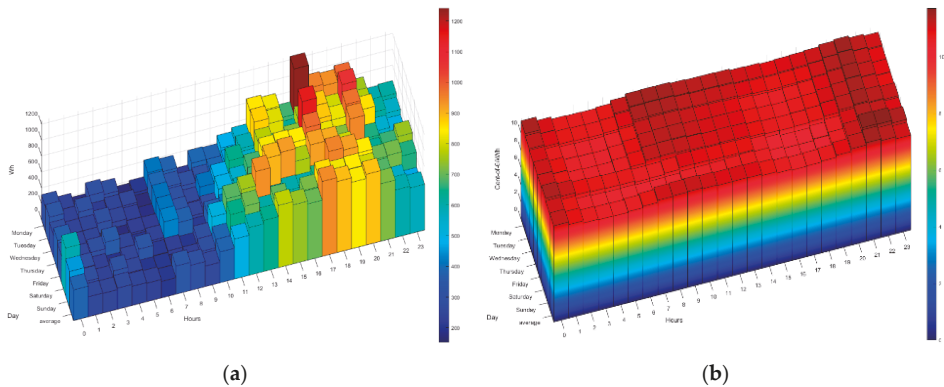 1200
1000
800
600
400
200
0
Wh
Monday
Tuesday
Wednesday
Thursday
Friday
Saturday
Sunday
average
Day
0 1 2 3 4 5 6 7 8 9 10 11 12 13 14 15 16 17 18 19 20 21 22 23
Hours
1200
1100
1000
900
800
700
600
500
400
300
200
(a)
10
8
6
4
2
0
Monday
Tuesday
Wednesday
Thursday
Friday
Saturday
Sunday
average
Day
0 1 2 3 4 5 6 7 8 9 10 11 12 13 14 15 16 17 18 19 20 21 22 23
Hours
8
6
4
2
(b)